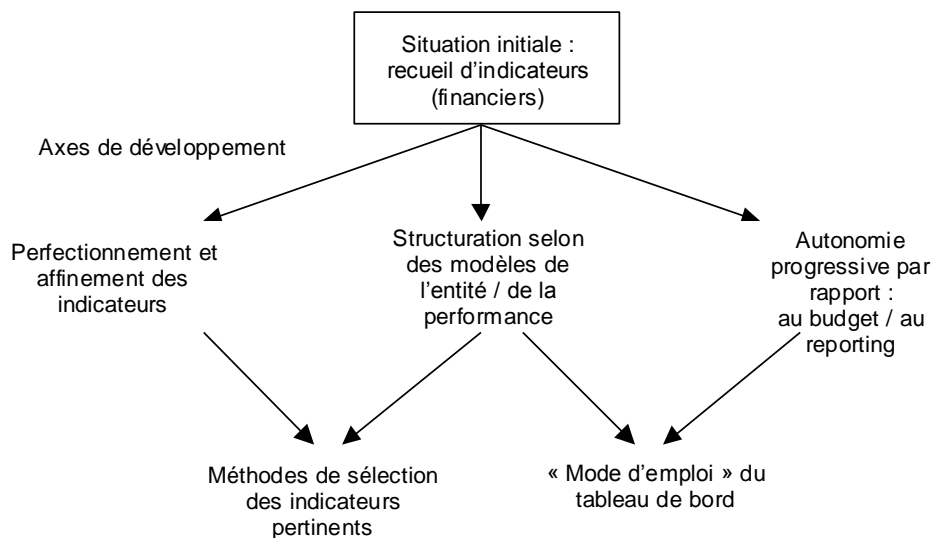 Situation initiale :
recueil d’indicateurs
(financiers)
Axes de développement
Perfectionnement et
affinement des
indicateurs
Structuration selon
des modèles de
l’entité / de la
performance
Autonomie
progressive par
rapport :
au budget / au
reporting
Méthodes de sélection
des indicateurs
pertinents
« Mode d’emploi » du
tableau de bord